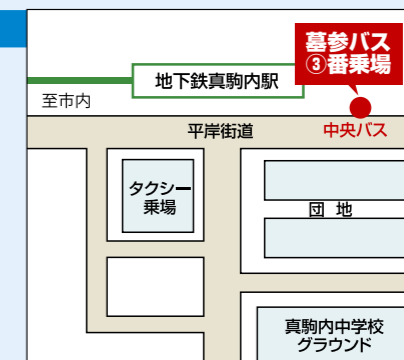 墓参バス
③番乗場
地下鉄真駒内駅
至市内
平岸街道
中央バス
タクシー
乗場
団 地
真駒内中学校
グラウンド